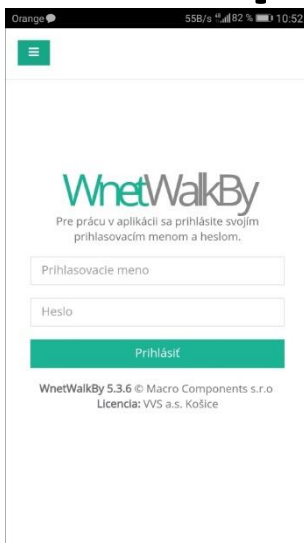 Orange 55B/s 82 % 10:52
WnetWalkBy
Pre prácu v aplikácii sa prihlásite svojím
prihlasovacím menom a heslom.
Prihlasovacie meno
Heslo
Prihlásiť
WnetWalkBy 5.3.6 © Macro Components s.r.o
Licencia: VVS a.s. Košice